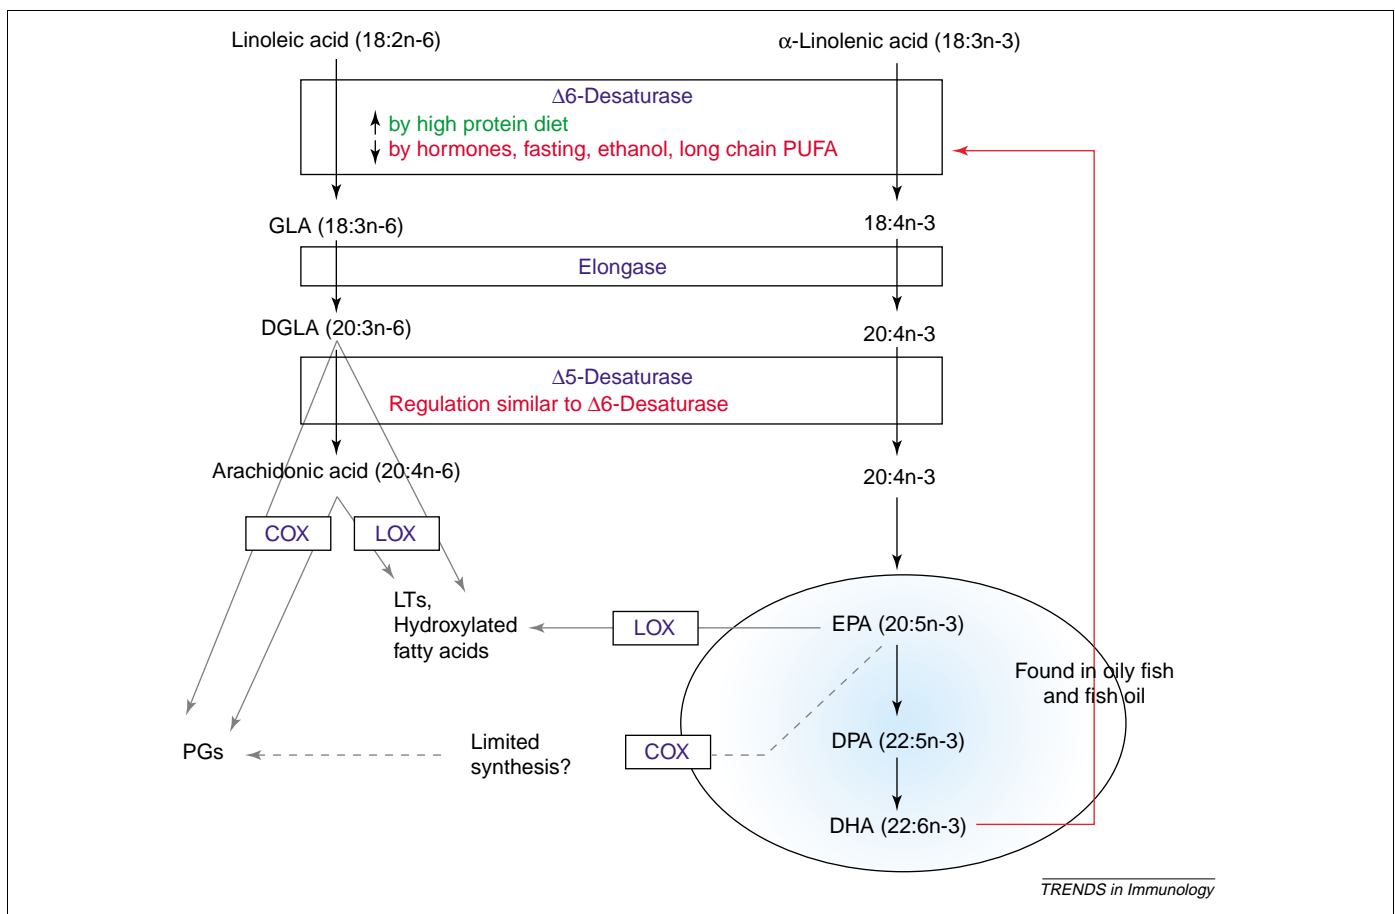 Linoleic acid (18:2n-6)
α-Linolenic acid (18:3n-3)
Δ6-Desaturase
by high protein diet
by hormones, fasting, ethanol, long chain PUFA
GLA (18:3n-6)
18:4n-3
Elongase
DGLA (20:3n-6)
20:4n-3
Δ5-Desaturase
Regulation similar to Δ6-Desaturase
Arachidonic acid (20:4n-6)
20:4n-3
COX
LOX
LTs,
Hydroxylated
fatty acids
LOX
EPA (20:5n-3)
Found in oily fish
and fish oil
PGs
Limited
synthesis?
COX
DPA (22:5n-3)
DHA (22:6n-3)
TRENDS in Immunology